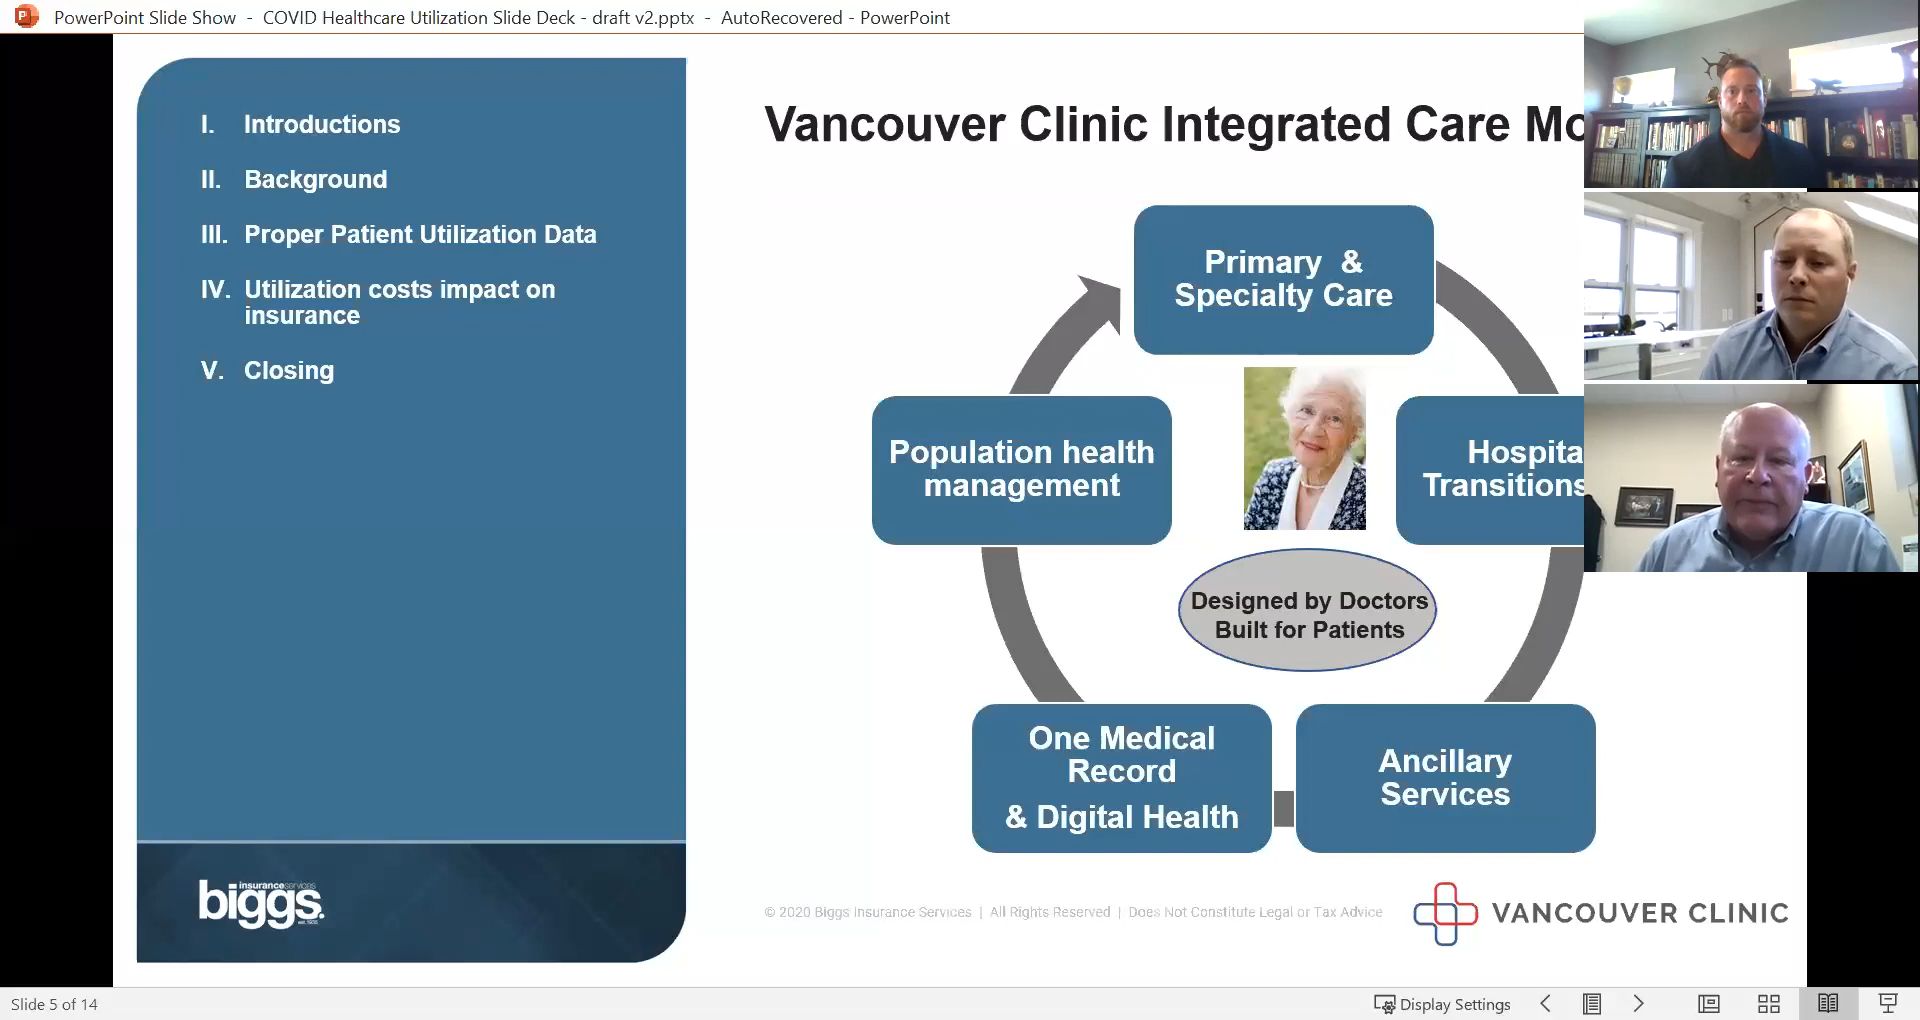 PowerPoint Slide Show - COVID Healthcare Utilization Slide Deck - draft v2.pptx - AutoRecovered - PowerPoint
I. Introductions
II. Background
III. Proper Patient Utilization Data
IV. Utilization costs impact on
insurance
V. Closing
Vancouver Clinic Integrated Care Mo
Primary &
Specialty Care
Population health
management
Hospita
Transitions
Designed by Doctors
Built for Patients
One Medical
Record
& Digital Health
Ancillary
Services
insuranceservices
biggs.
© 2020 Biggs Insurance Services | All Rights Reserved | Does Not Constitute Legal or Tax Advice
VANCOUVER CLINIC
Slide 5 of 14
Display Settings